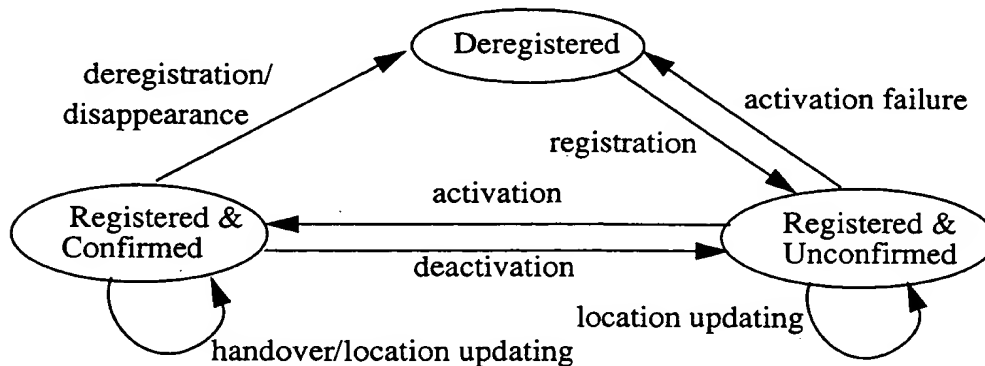 Deregistered
deregistration/
disappearance
activation failure
registration
activation
Registered &
Confirmed
Registered &
Unconfirmed
deactivation
location updating
handover/location updating